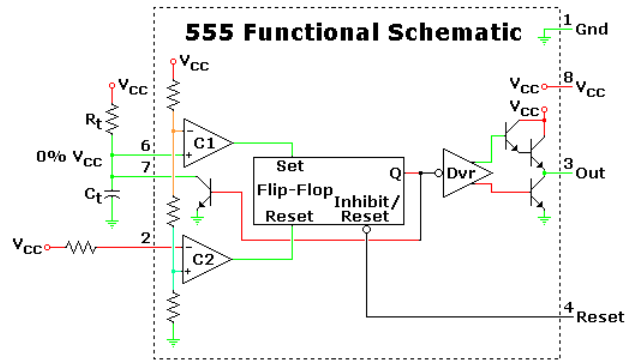 555 Functional Schematic
1 Gnd
VCC
VCC
VCC 8 VCC
VCC
Rt
6
C1
0% VCC
7
Set
Q
Dvr
3 Out
Flip-Flop
Ct
Inhibit/
Reset Reset
VCC
2
C2
4
Reset
- +
- +